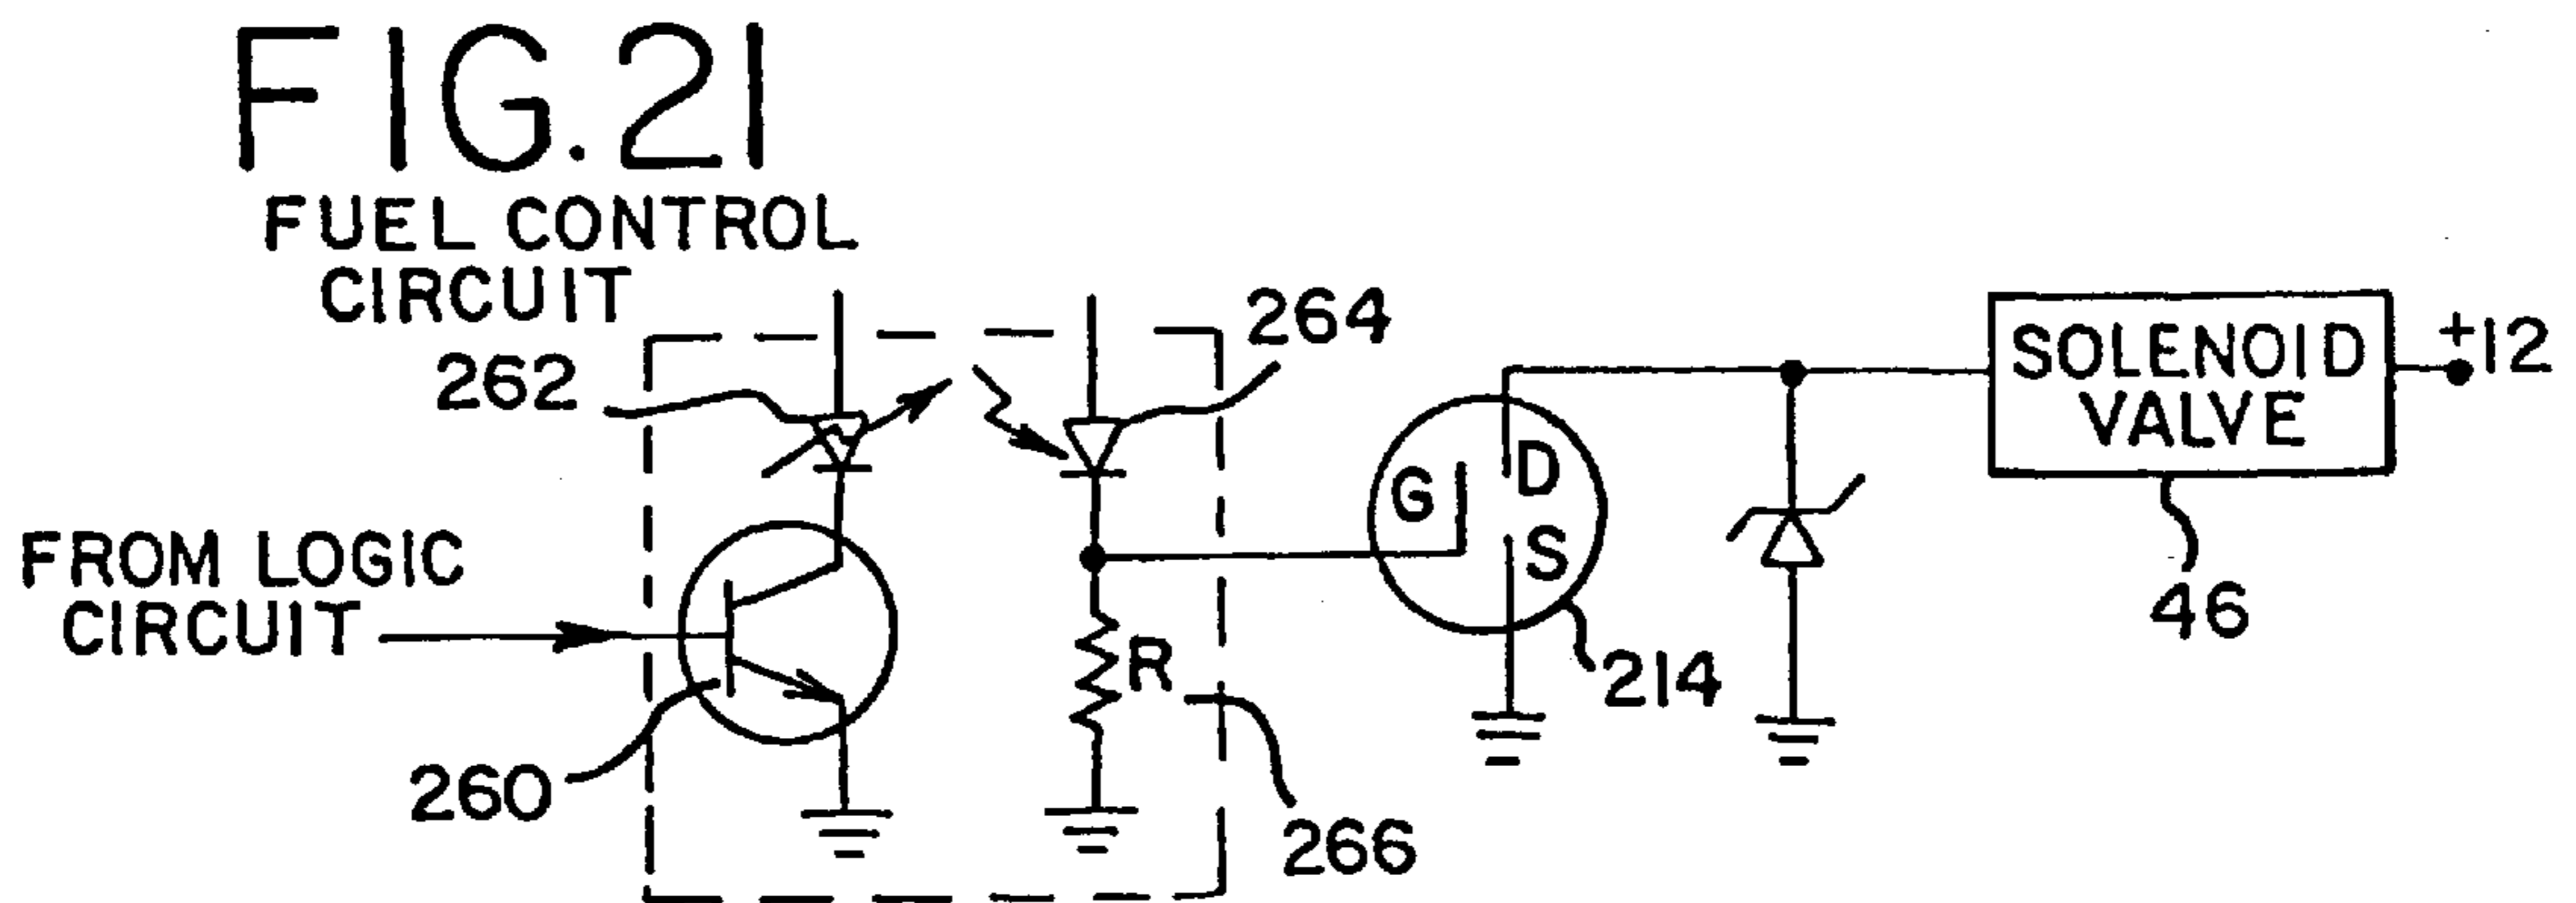 FIG.21
FUEL CONTROL
CIRCUIT
262
264
SOLENOID
VALVE
+12
G
D
S
FROM LOGIC
CIRCUIT
R
46
214
260
266